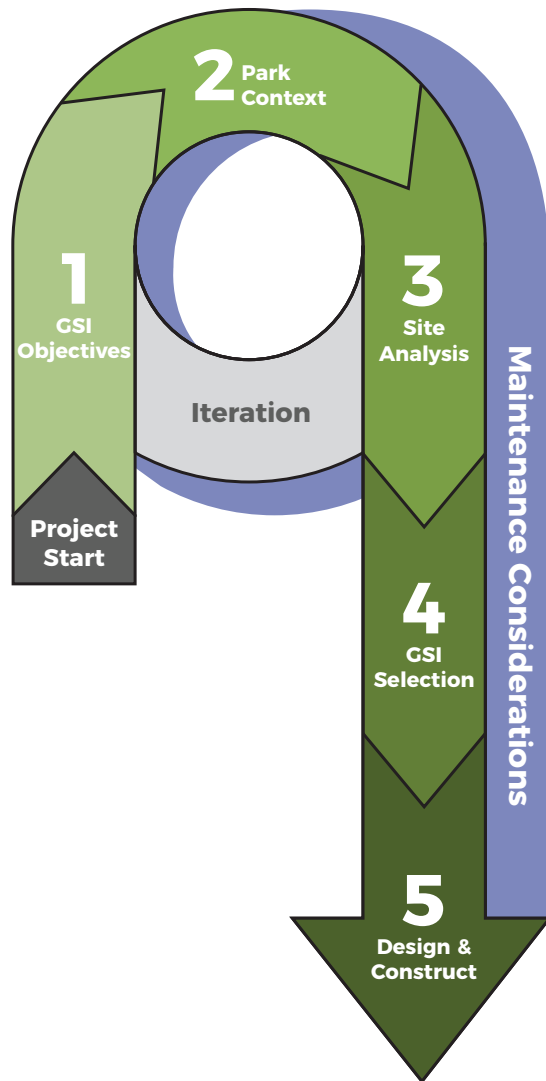 Project
Start
1
GSI
Objectives
2 Park
Context
3
Site
Analysis
Iteration
4
GSI
Selection
5
Design &
Construct
Maintenance Considerations